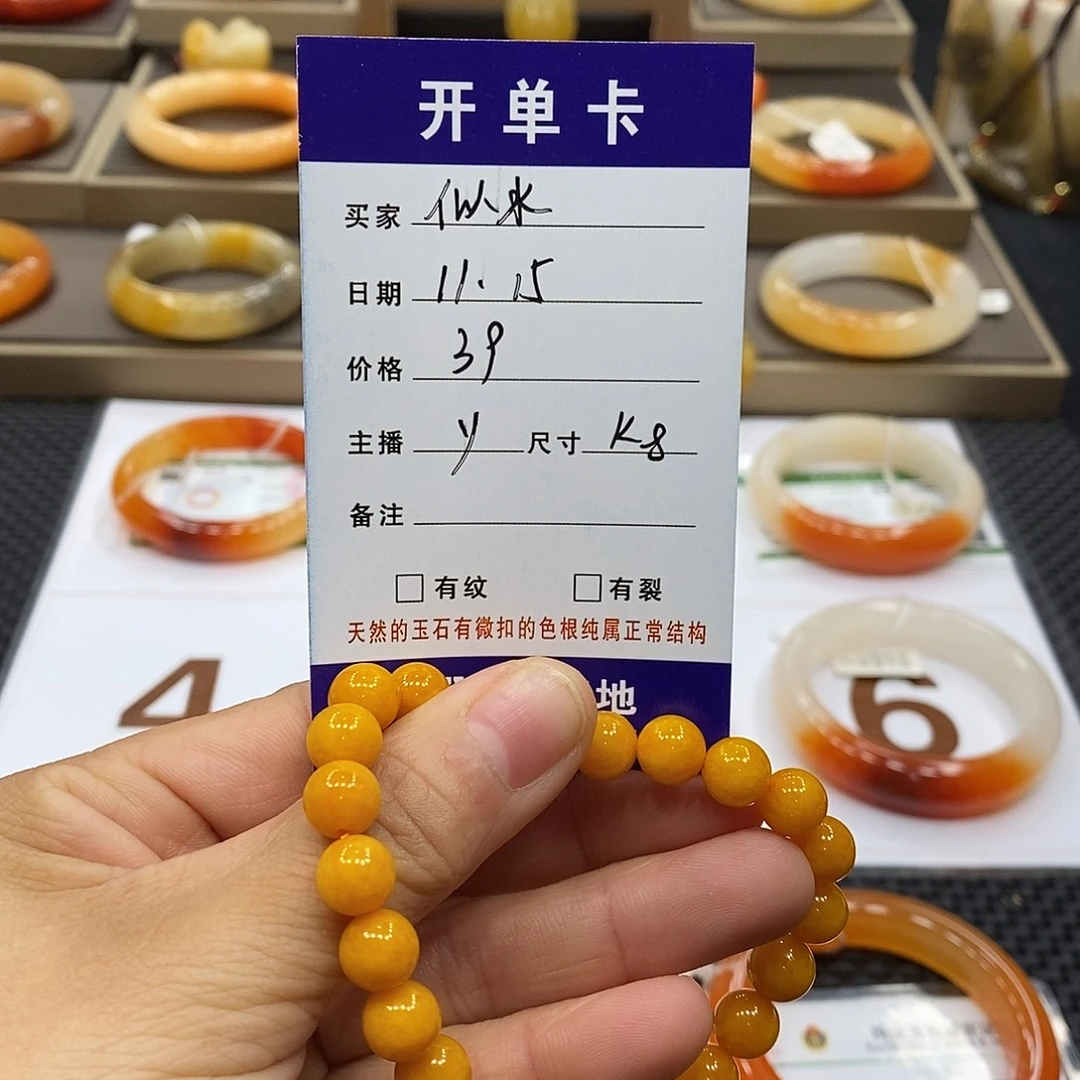 开单卡
买家 似水
日期 11.15
价格 39
主播 y 尺寸 K8
备注
有纹 有裂
天然的玉石有微扣的色根纯属正常结构
地
4
6